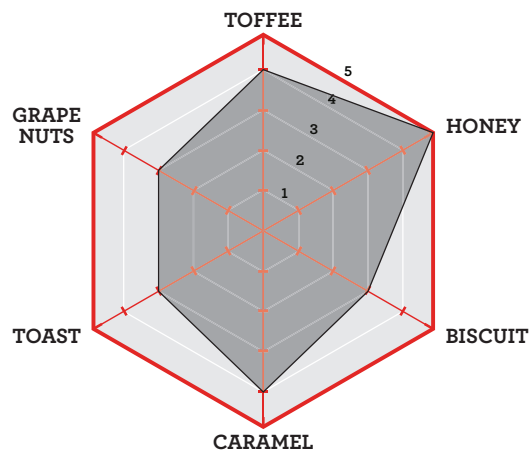 TOFFEE
5
4
GRAPE
NUTS
HONEY
3
2
1
TOAST
BISCUIT
CARAMEL